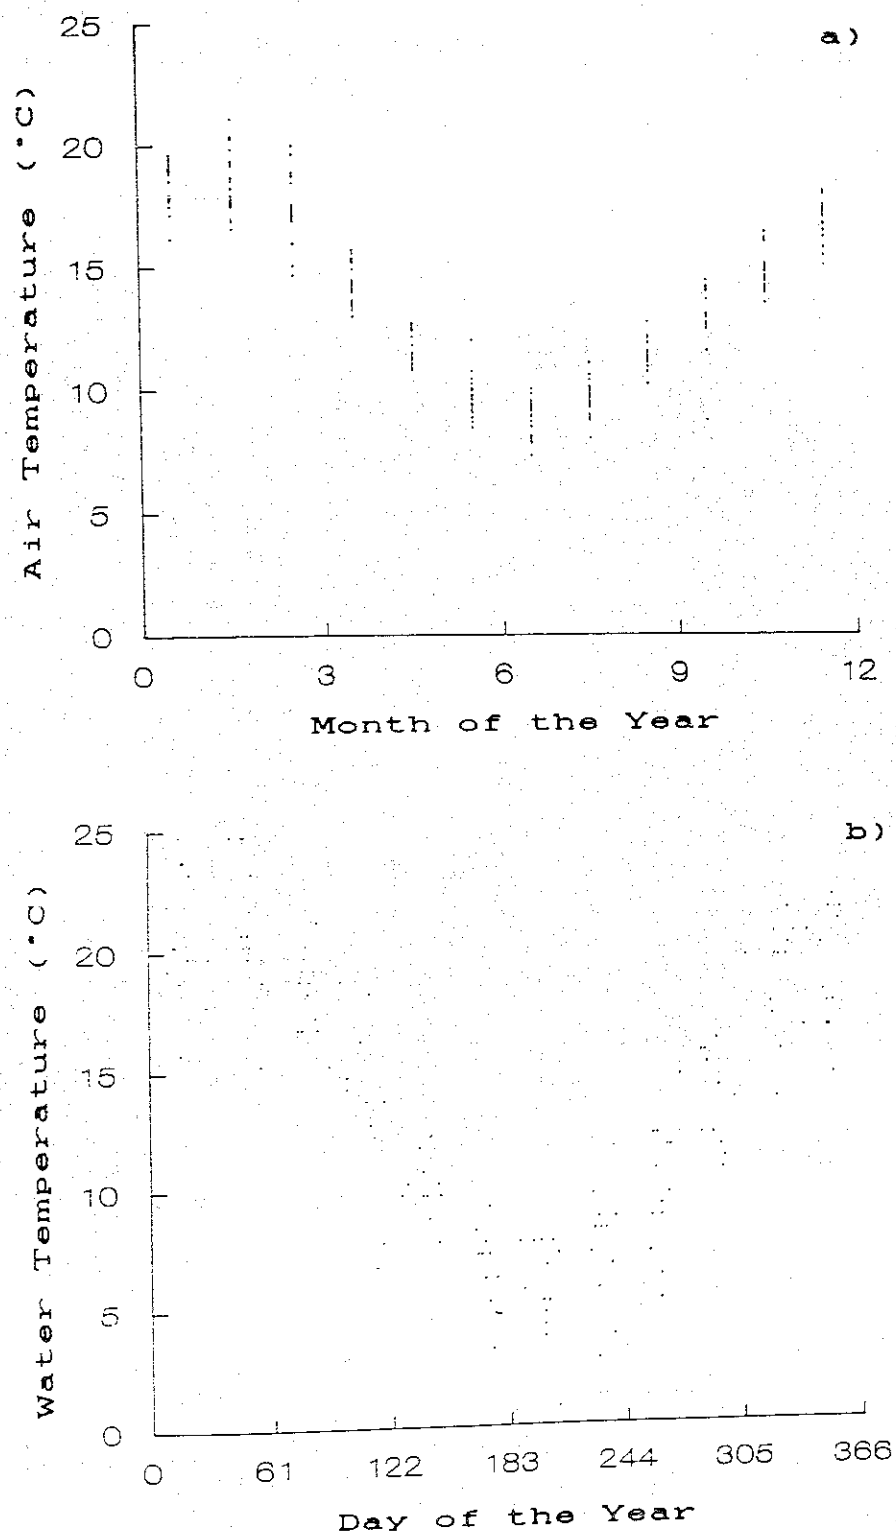 a)
Air Temperature (°C)
25
20
15
10
5
0
0 3 6 9 12
Month of the Year
b)
Water Temperature (°C)
25
20
15
10
5
0
0 61 122 183 244 305 366
Day of the Year